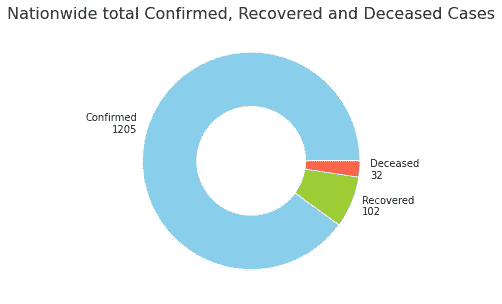 Nationwide total Confirmed, Recovered and Deceased Cases
Confirmed
1205
Deceased
32
Recovered
102